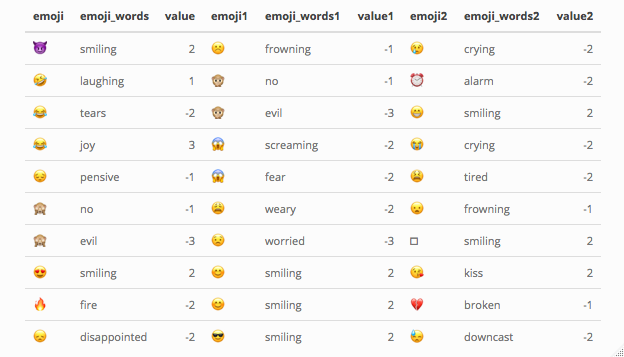 emoji emoji_words value emoji1 emoji_words1 value1 emoji2 emoji_words2 value2
😈 smiling 2 ☹️ frowning -1 😢 crying -2
🤣 laughing 1 🙊 no -1 ⏰ alarm -2
😂 tears -2 🙊 evil -3 😁 smiling 2
😂 joy 3 😱 screaming -2 😭 crying -2
😔 pensive -1 😱 fear -2 😫 tired -2
🙈 no -1 😩 weary -2 😦 frowning -1
🙈 evil -3 😟 worried -3 □ smiling 2
😍 smiling 2 😊 smiling 2 😘 kiss 2
🔥 fire -2 😊 smiling 2 💔 broken -1
😞 disappointed -2 😎 smiling 2 😓 downcast -2